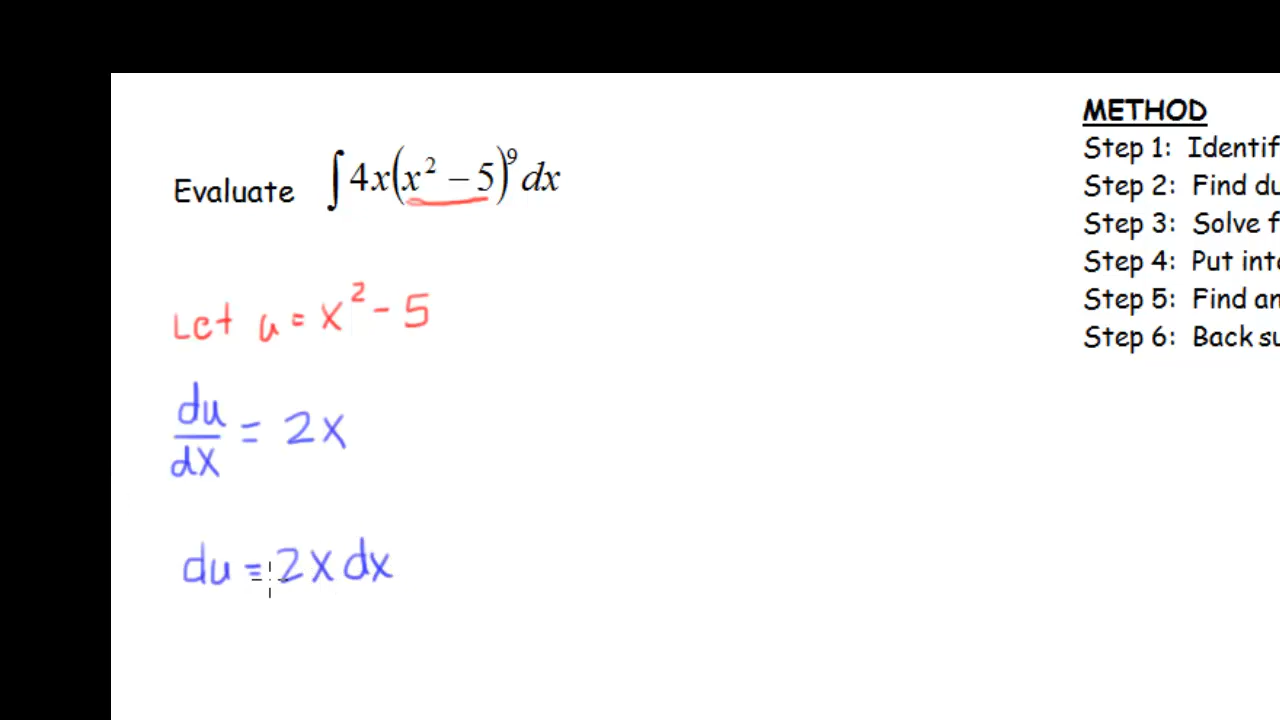 Evaluate ∫4x(x² – 5)⁹ dx
Let u = x² - 5
du/dx = 2x
du = 2x dx
METHOD
Step 1: Identif
Step 2: Find du
Step 3: Solve f
Step 4: Put inte
Step 5: Find an
Step 6: Back su